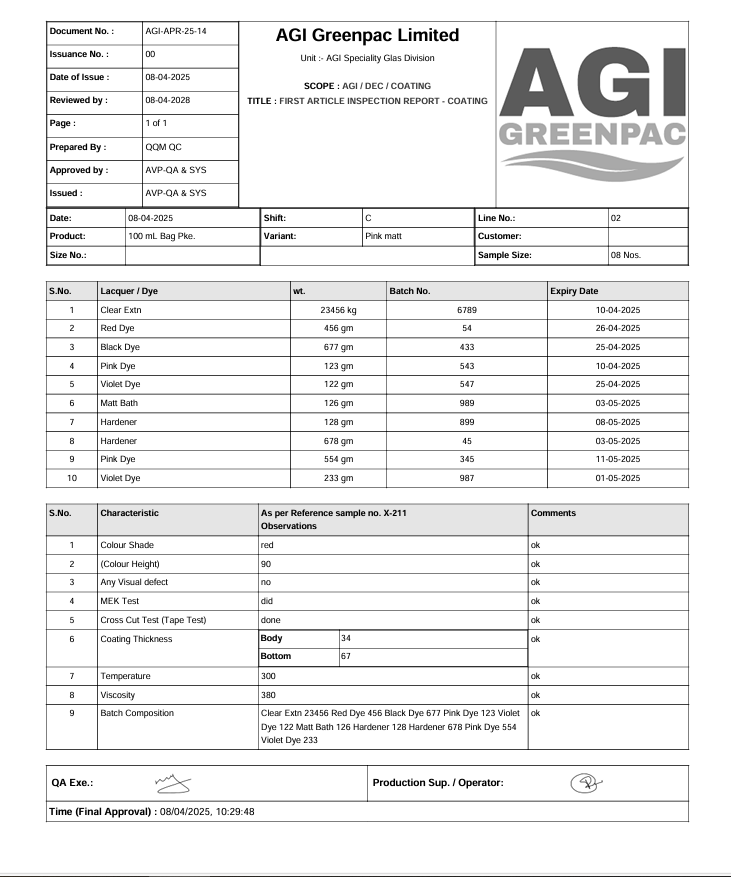 Document No. : AGI-APR-25-14
Issuance No. : 00
Date of Issue : 08-04-2025
Reviewed by : 08-04-2028
Page : 1 of 1
Prepared By : QQM QC
Approved by : AVP-QA & SYS
Issued : AVP-QA & SYS
AGI Greenpac Limited
Unit :- AGI Speciality Glas Division
SCOPE : AGI / DEC / COATING
TITLE : FIRST ARTICLE INSPECTION REPORT - COATING
AGI
GREENPAC
Date: 08-04-2025 Shift: C Line No.: 02
Product: 100 mL Bag Pke. Variant: Pink matt Customer:
Size No.: Sample Size: 08 Nos.
S.No. Lacquer / Dye wt. Batch No. Expiry Date
1 Clear Extn 23456 kg 6789 10-04-2025
2 Red Dye 456 gm 54 26-04-2025
3 Black Dye 677 gm 433 25-04-2025
4 Pink Dye 123 gm 543 10-04-2025
5 Violet Dye 122 gm 547 25-04-2025
6 Matt Bath 126 gm 989 03-05-2025
7 Hardener 128 gm 899 08-05-2025
8 Hardener 678 gm 45 03-05-2025
9 Pink Dye 554 gm 345 11-05-2025
10 Violet Dye 233 gm 987 01-05-2025
S.No. Characteristic As per Reference sample no. X-211 Comments
Observations
1 Colour Shade red ok
2 (Colour Height) 90 ok
3 Any Visual defect no ok
4 MEK Test did ok
5 Cross Cut Test (Tape Test) done ok
6 Coating Thickness Body 34 ok
Bottom 67
7 Temperature 300 ok
8 Viscosity 380 ok
9 Batch Composition Clear Extn 23456 Red Dye 456 Black Dye 677 Pink Dye 123 Violet ok
Dye 122 Matt Bath 126 Hardener 128 Hardener 678 Pink Dye 554
Violet Dye 233
QA Exe.: Production Sup. / Operator:
Time (Final Approval) : 08/04/2025, 10:29:48